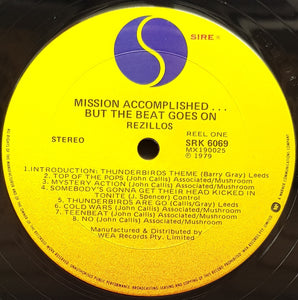 SIRE
MISSION ACCOMPLISHED...
BUT THE BEAT GOES ON
REZILLOS
REEL ONE
STEREO
SRK 6069
MX190025
℗ 1979
1. INTRODUCTION: THUNDERBIRDS THEME (Barry Gray) Leeds
2. TOP OF THE POPS (John Callis) Associated/Mushroom
3. MYSTERY ACTION (John Callis) Associated/Mushroom
4. SOMEBODY'S GONNA GET THEIR HEAD KICKED IN
TONITE (J. Spencer) Control
5. THUNDERBIRDS ARE GO (Callis/Gray) Leeds
6. COLD WARS (John Callis) Associated/Mushroom
7. TEENBEAT (John Callis) Associated/Mushroom
8. NO (John Callis) Associated/Mushroom
Manufactured & Distributed by
WEA Records Pty. Limited